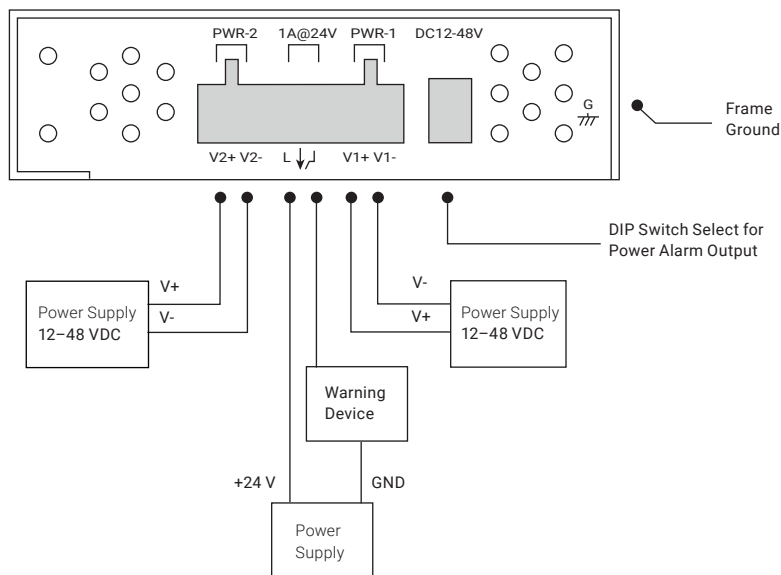 PWR-2 1A@24V PWR-1 DC12-48V
G
Frame
Ground
V2+ V2- L V1+ V1-
DIP Switch Select for
Power Alarm Output
V+
V-
Power Supply
12–48 VDC
V-
V+
Power Supply
12–48 VDC
Warning
Device
+24 V
GND
Power
Supply